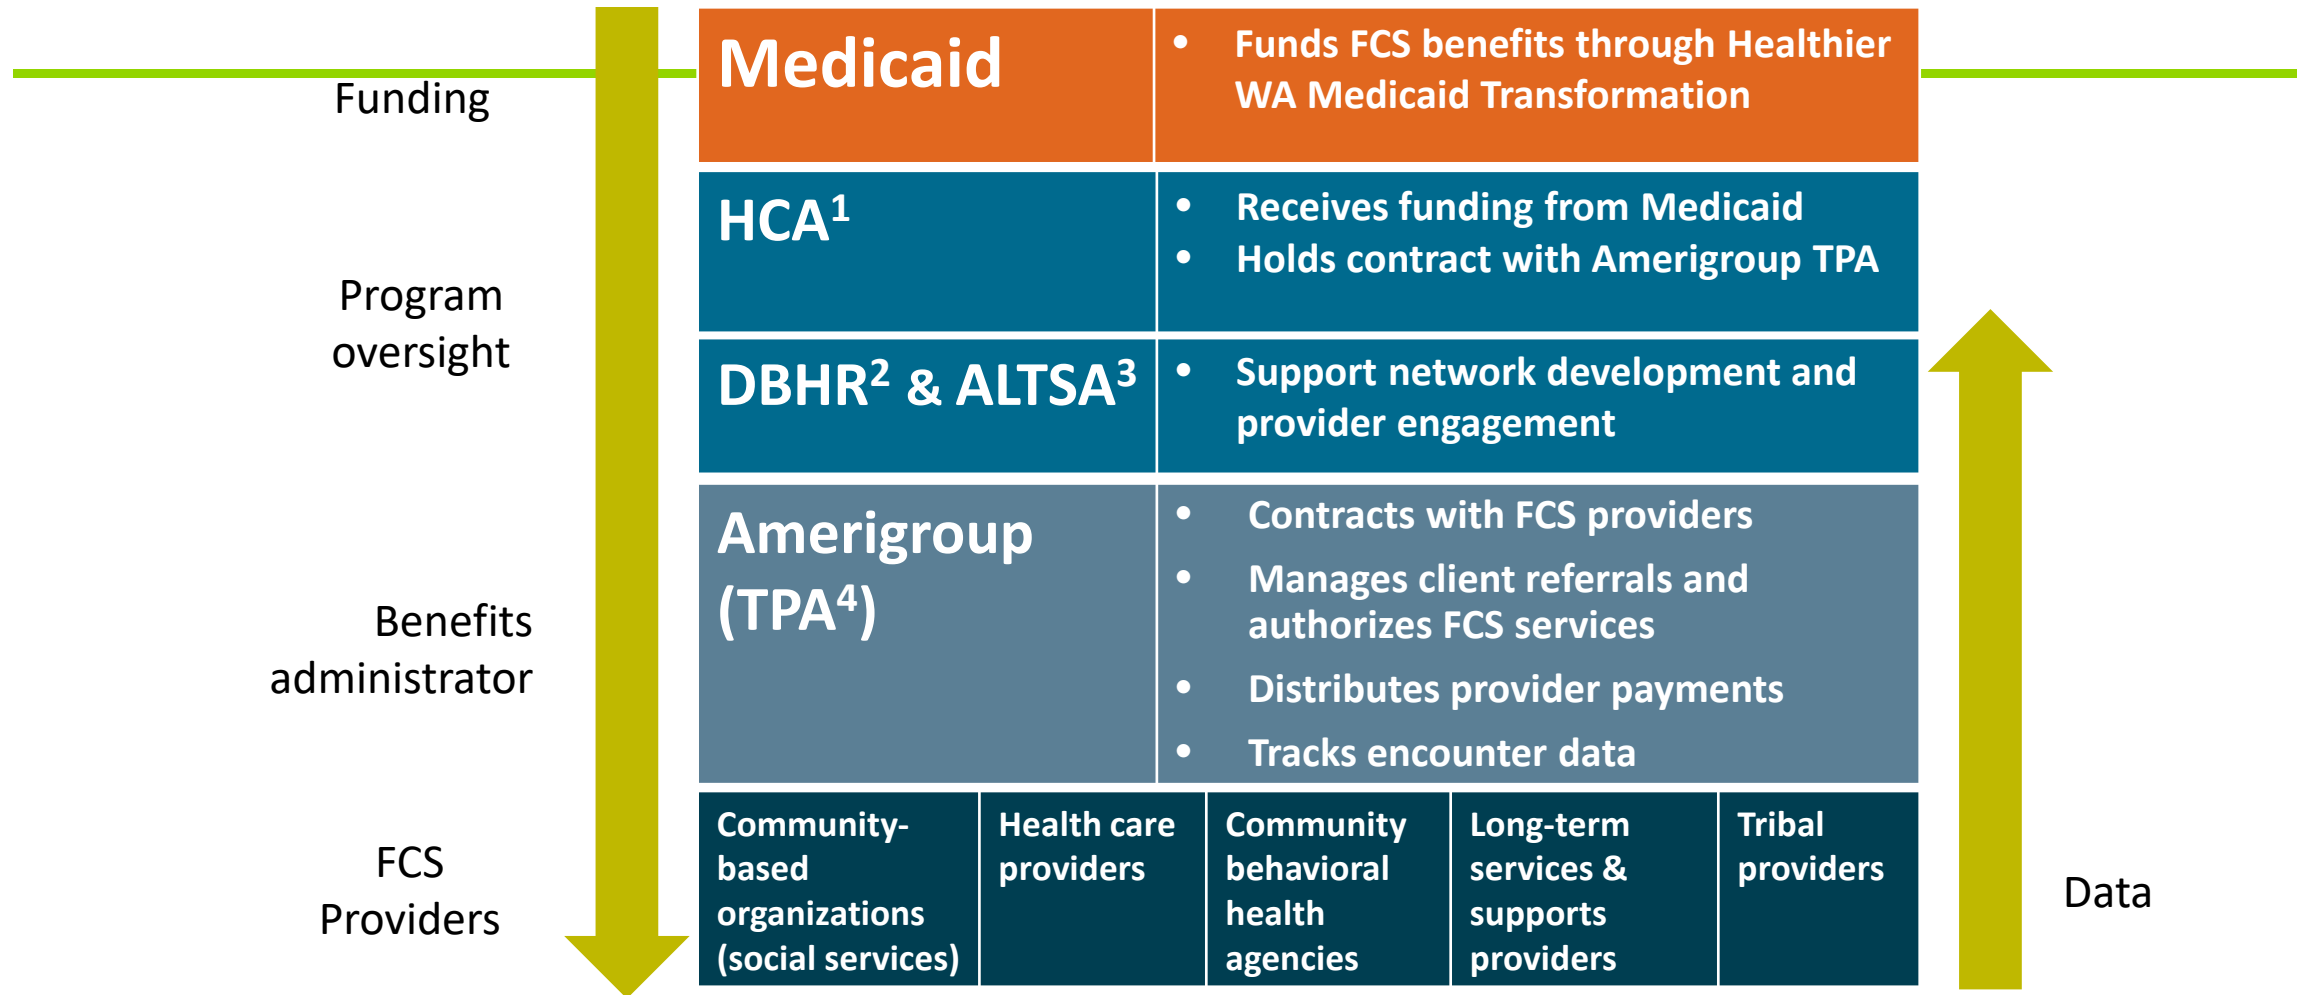 Funding
Medicaid
• Funds FCS benefits through Healthier
WA Medicaid Transformation
Program
oversight
HCA¹
• Receives funding from Medicaid
• Holds contract with Amerigroup TPA
DBHR² & ALTSA³
• Support network development and
provider engagement
Benefits
administrator
Amerigroup
(TPA⁴)
• Contracts with FCS providers
• Manages client referrals and
authorizes FCS services
• Distributes provider payments
• Tracks encounter data
FCS
Providers
Community-
based
organizations
(social services)
Health care
providers
Community
behavioral
health
agencies
Long-term
services &
supports
providers
Tribal
providers
Data